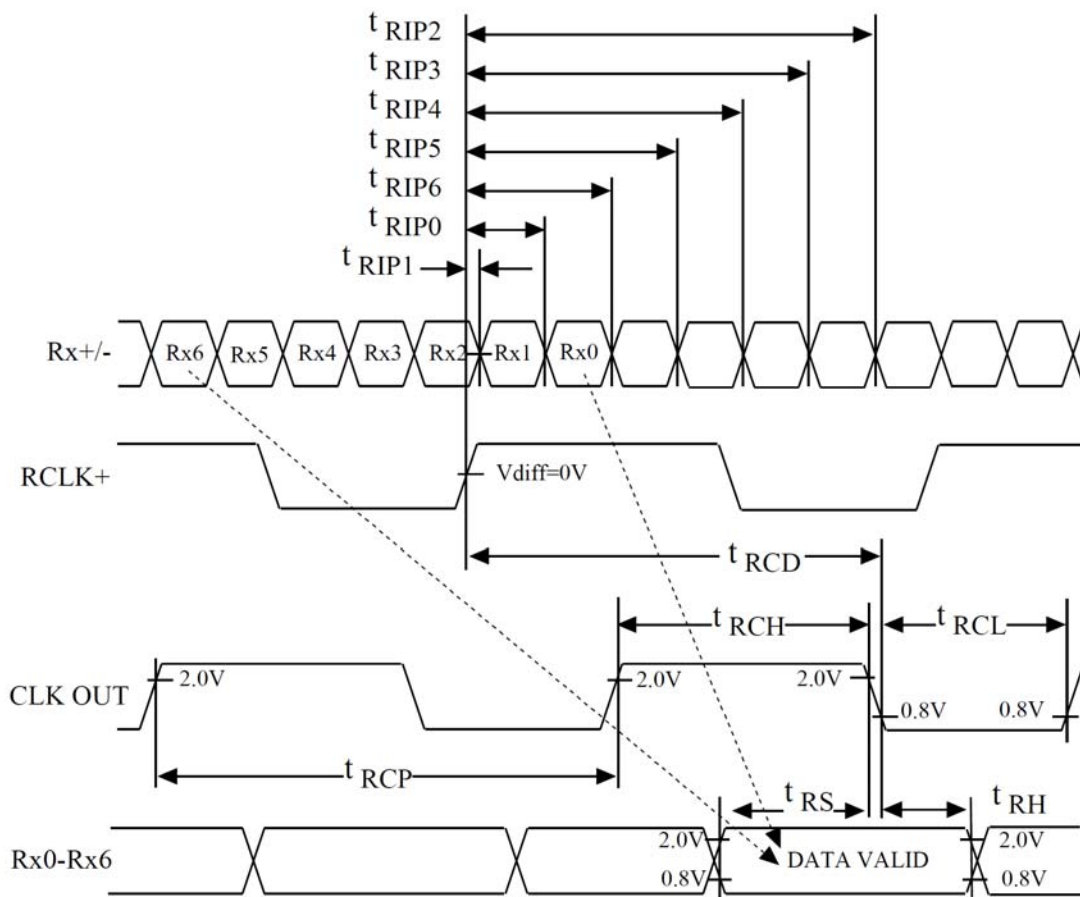 t RIP2
t RIP3
t RIP4
t RIP5
t RIP6
t RIP0
t RIP1
Rx+/- Rx6 Rx5 Rx4 Rx3 Rx2 Rx1 Rx0
RCLK+ Vdiff=0V
t RCD
t RCH t RCL
CLK OUT 2.0V 2.0V 2.0V 0.8V 0.8V
t RCP
t RS t RH
Rx0-Rx6 2.0V DATA VALID 2.0V
0.8V 0.8V